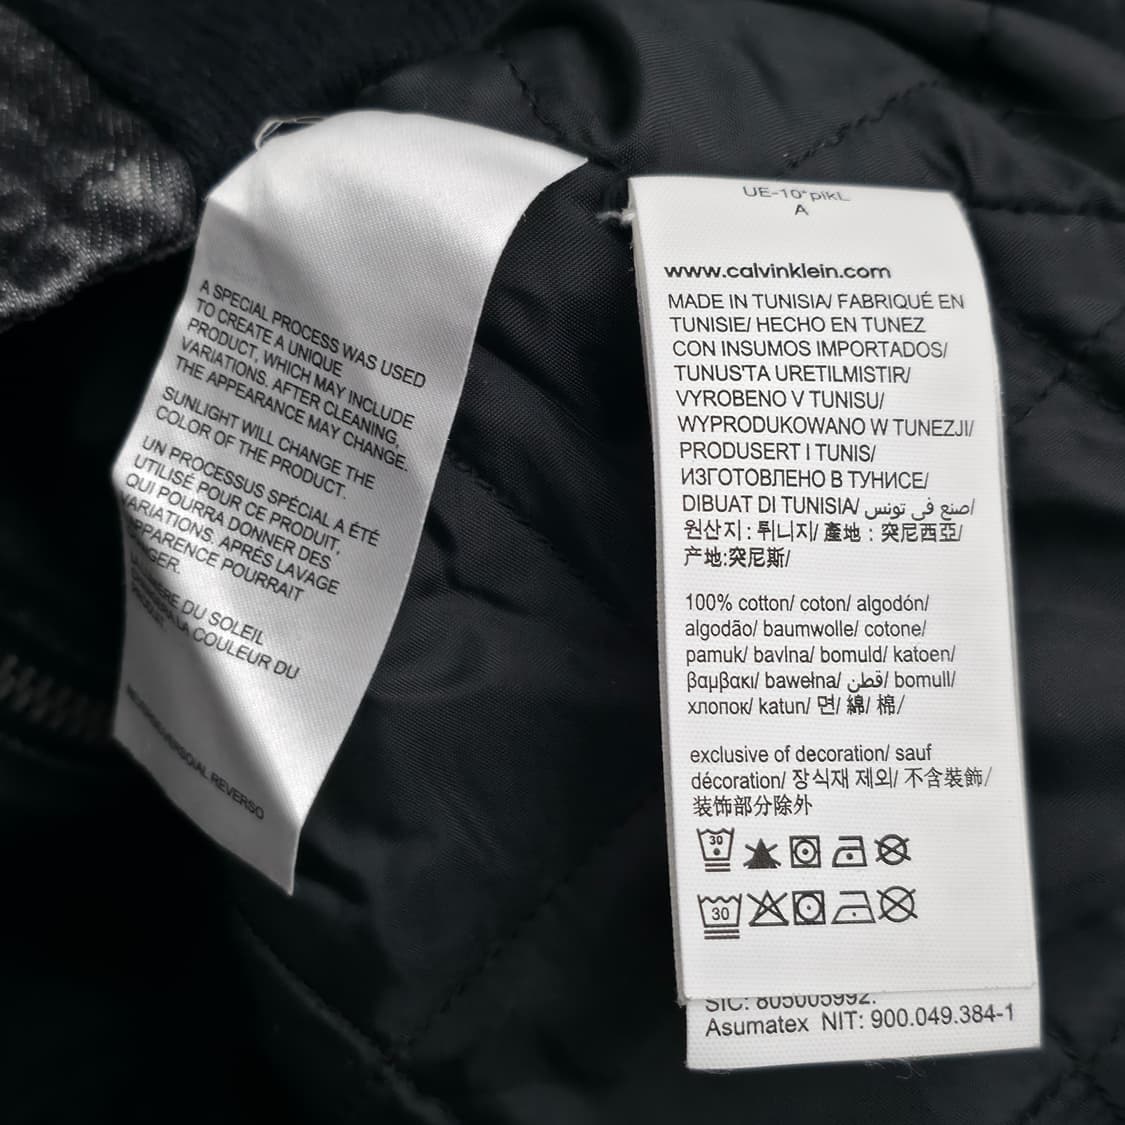 A SPECIAL PROCESS WAS USED
TO CREATE A UNIQUE
PRODUCT, WHICH MAY INCLUDE
VARIATIONS. AFTER CLEANING,
THE APPEARANCE MAY CHANGE.
SUNLIGHT WILL CHANGE THE
COLOR OF THE PRODUCT.
UN PROCESSUS SPÉCIAL A ÉTÉ
UTILISÉ POUR CE PRODUIT,
QUI POURRA DONNER DES
VARIATIONS. APRÉS LAVAGE
APPARENCE POURRAIT
DU SOLEIL
LA COULEUR DU
REVERSO
UE-10*pikL
A
www.calvinklein.com
MADE IN TUNISIA/ FABRIQUÉ EN
TUNISIE/ HECHO EN TUNEZ
CON INSUMOS IMPORTADOS/
TUNUS'TA URETILMISTIR/
VYROBENO V TUNISU/
WYPRODUKOWANO W TUNEZJI/
PRODUSERT I TUNIS/
ИЗГОТОВЛЕНО В ТУНИСЕ/
DIBUAT DI TUNISIA/ صنع في تونس/
원산지 : 튀니지/ 產地 : 突尼西亞/
产地:突尼斯/
100% cotton/ coton/ algodón/
algodão/ baumwolle/ cotone/
pamuk/ bavlna/ bomuld/ katoen/
βαμβακι/ bawełna/ قطن/ bomull/
хлопок/ katun/ 면/ 綿/ 棉/
exclusive of decoration/ sauf
décoration/ 장식재 제외/ 不含裝飾/
装饰部分除外
30
30
SIC: 805005992.
Asumatex NIT: 900.049.384-1